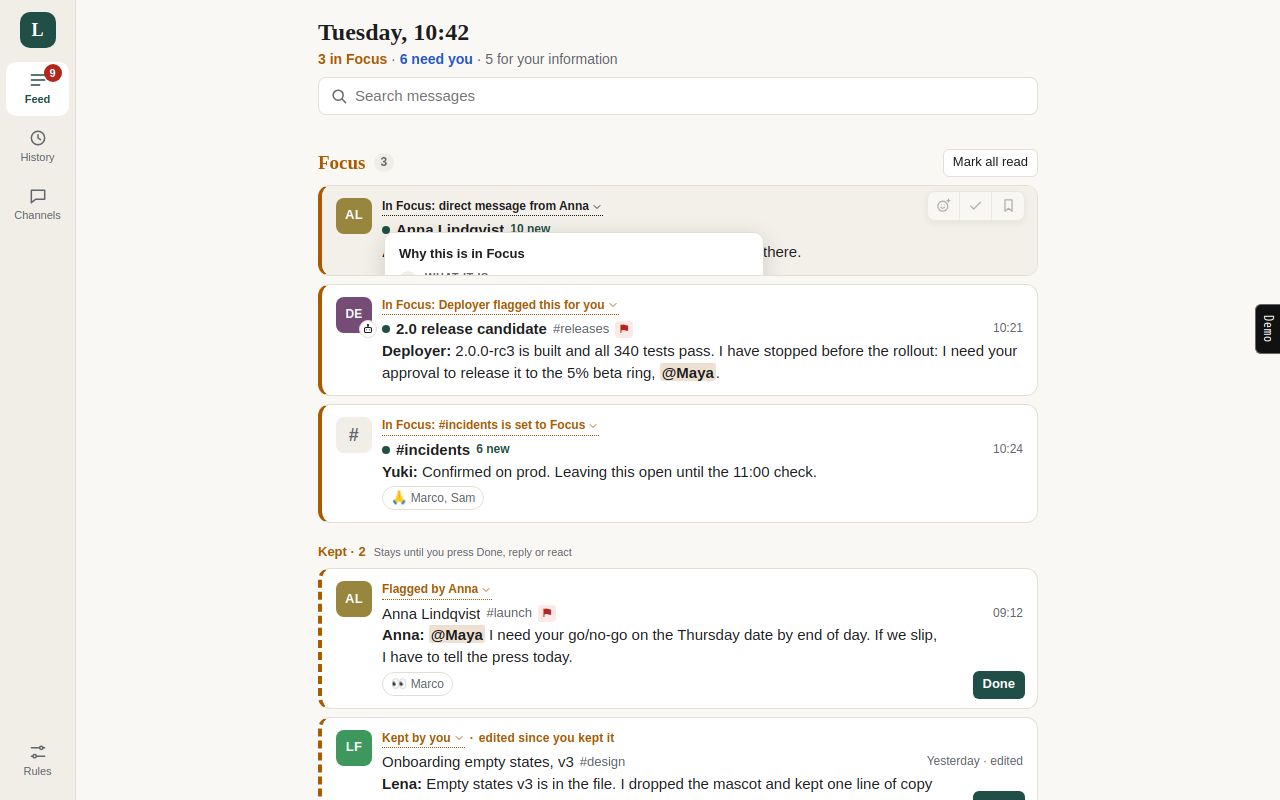 L
Feed
9
History
Channels
Rules
Tuesday, 10:42
3 in Focus · 6 need you · 5 for your information
Search messages
Focus 3
Mark all read
AL
In Focus: direct message from Anna
Anna Lindqvist 10 new
there.
Why this is in Focus
WHAT IT IS
DE
In Focus: Deployer flagged this for you
2.0 release candidate #releases
10:21
Deployer: 2.0.0-rc3 is built and all 340 tests pass. I have stopped before the rollout: I need your
approval to release it to the 5% beta ring, @Maya.
#
In Focus: #incidents is set to Focus
#incidents 6 new
10:24
Yuki: Confirmed on prod. Leaving this open until the 11:00 check.
🙏 Marco, Sam
Kept · 2 Stays until you press Done, reply or react
AL
Flagged by Anna
Anna Lindqvist #launch
09:12
Anna: @Maya I need your go/no-go on the Thursday date by end of day. If we slip,
I have to tell the press today.
👀 Marco
Done
LF
Kept by you · edited since you kept it
Onboarding empty states, v3 #design
Yesterday · edited
Lena: Empty states v3 is in the file. I dropped the mascot and kept one line of copy
Demo